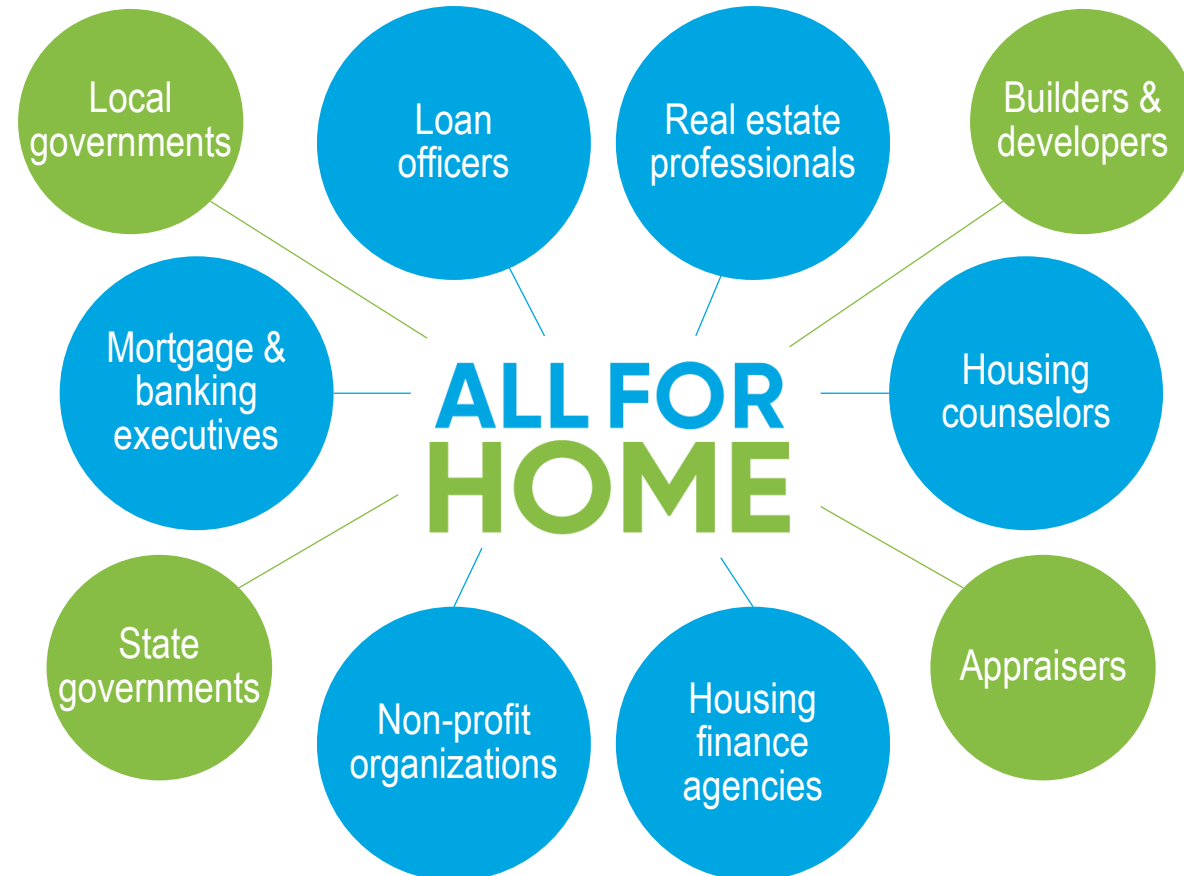 Local
governments
Loan
officers
Real estate
professionals
Builders &
developers
Mortgage &
banking
executives
ALL FOR
HOME
Housing
counselors
State
governments
Non-profit
organizations
Housing
finance
agencies
Appraisers